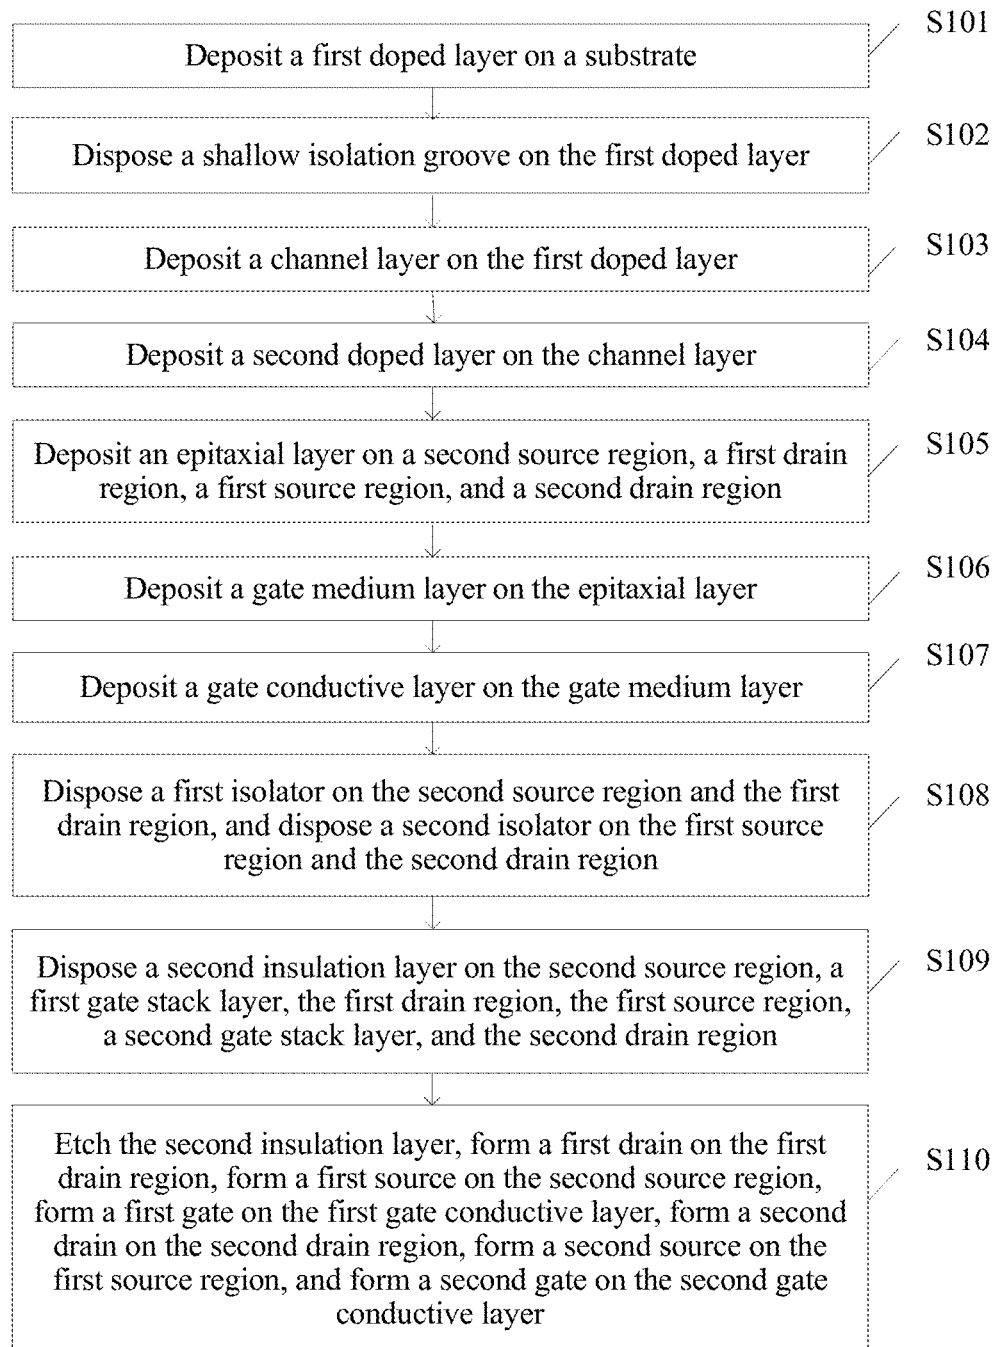 S101
Deposit a first doped layer on a substrate
S102
Dispose a shallow isolation groove on the first doped layer
S103
Deposit a channel layer on the first doped layer
S104
Deposit a second doped layer on the channel layer
S105
Deposit an epitaxial layer on a second source region, a first drain
region, a first source region, and a second drain region
S106
Deposit a gate medium layer on the epitaxial layer
S107
Deposit a gate conductive layer on the gate medium layer
S108
Dispose a first isolator on the second source region and the first
drain region, and dispose a second isolator on the first source
region and the second drain region
S109
Dispose a second insulation layer on the second source region, a
first gate stack layer, the first drain region, the first source region,
a second gate stack layer, and the second drain region
S110
Etch the second insulation layer, form a first drain on the first
drain region, form a first source on the second source region,
form a first gate on the first gate conductive layer, form a second
drain on the second drain region, form a second source on the
first source region, and form a second gate on the second gate
conductive layer